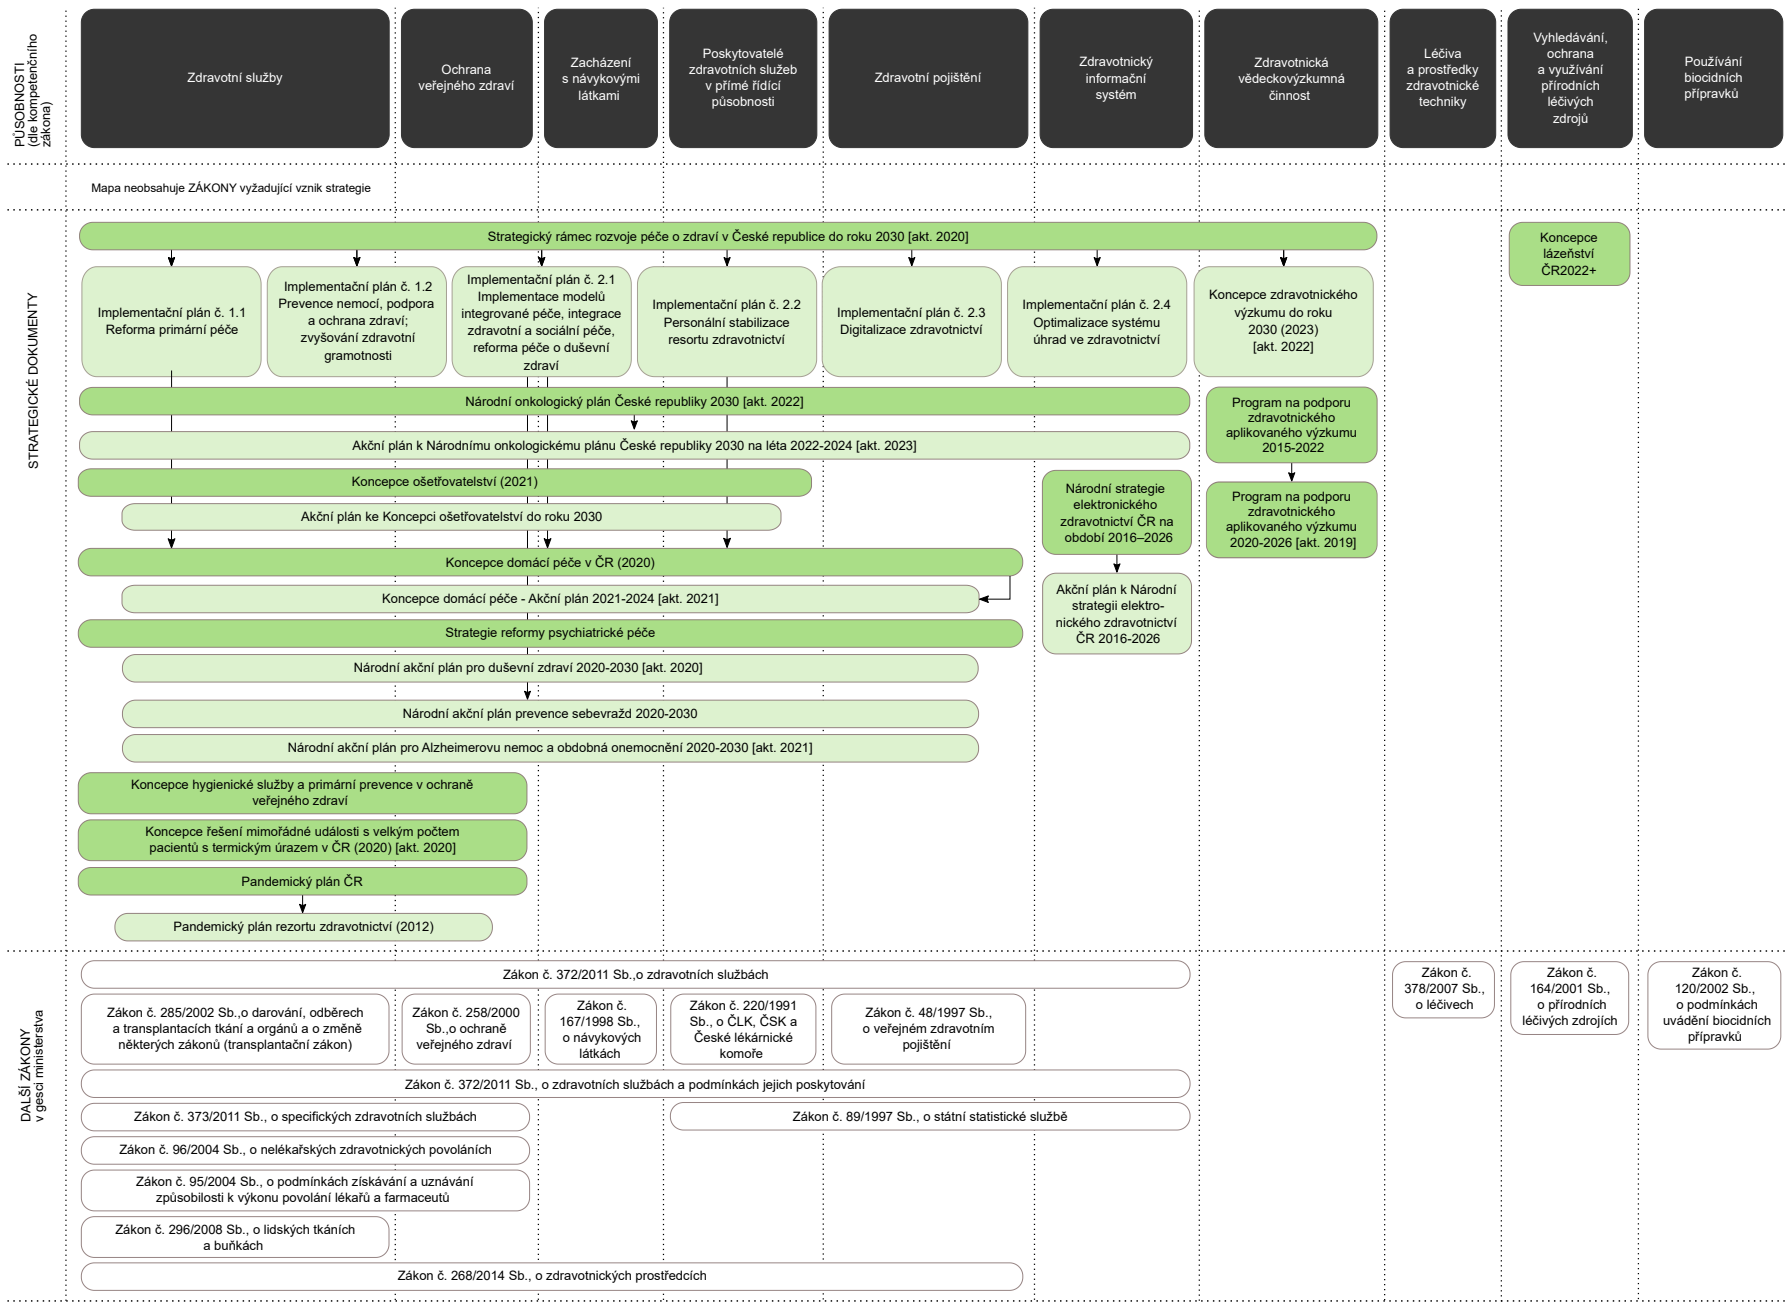 PŮSOBNOSTI
(dle kompetenčního
zákona)
Zdravotní služby
Ochrana
veřejného zdraví
Zacházení
s návykovými
látkami
Poskytovatelé
zdravotních služeb
v přímé řídící
působnosti
Zdravotní pojištění
Zdravotnický
informační
systém
Zdravotnická
vědeckovýzkumná
činnost
Léčiva
a prostředky
zdravotnické
techniky
Vyhledávání,
ochrana
a využívání
přírodních
léčivých
zdrojů
Používání
biocidních
přípravků
Mapa neobsahuje ZÁKONY vyžadující vznik strategie
STRATEGICKÉ DOKUMENTY
Strategický rámec rozvoje péče o zdraví v České republice do roku 2030 [akt. 2020]
Koncepce
lázeňství
ČR2022+
Implementační plán č. 1.1
Reforma primární péče
Implementační plán č. 1.2
Prevence nemocí, podpora
a ochrana zdraví;
zvyšování zdravotní
gramotnosti
Implementační plán č. 2.1
Implementace modelů
integrované péče, integrace
zdravotní a sociální péče,
reforma péče o duševní
zdraví
Implementační plán č. 2.2
Personální stabilizace
resortu zdravotnictví
Implementační plán č. 2.3
Digitalizace zdravotnictví
Implementační plán č. 2.4
Optimalizace systému
úhrad ve zdravotnictví
Koncepce zdravotnického
výzkumu do roku
2030 (2023)
[akt. 2022]
Národní onkologický plán České republiky 2030 [akt. 2022]
Akční plán k Národnímu onkologickému plánu České republiky 2030 na léta 2022-2024 [akt. 2023]
Program na podporu
zdravotnického
aplikovaného výzkumu
2015-2022
Koncepce ošetřovatelství (2021)
Akční plán ke Koncepci ošetřovatelství do roku 2030
Národní strategie
elektronického
zdravotnictví ČR na
období 2016–2026
Program na podporu
zdravotnického
aplikovaného výzkumu
2020-2026 [akt. 2019]
Koncepce domácí péče v ČR (2020)
Koncepce domácí péče - Akční plán 2021-2024 [akt. 2021]
Akční plán k Národní
strategii elektro-
nického zdravotnictví
ČR 2016-2026
Strategie reformy psychiatrické péče
Národní akční plán pro duševní zdraví 2020-2030 [akt. 2020]
Národní akční plán prevence sebevražd 2020-2030
Národní akční plán pro Alzheimerovu nemoc a obdobná onemocnění 2020-2030 [akt. 2021]
Koncepce hygienické služby a primární prevence v ochraně
veřejného zdraví
Koncepce řešení mimořádné události s velkým počtem
pacientů s termickým úrazem v ČR (2020) [akt. 2020]
Pandemický plán ČR
Pandemický plán rezortu zdravotnictví (2012)
DALŠÍ ZÁKONY
v gesci ministerstva
Zákon č. 372/2011 Sb.,o zdravotních službách
Zákon č.
378/2007 Sb.,
o léčivech
Zákon č.
164/2001 Sb.,
o přírodních
léčivých zdrojích
Zákon č.
120/2002 Sb.,
o podmínkách
uvádění biocidních
přípravků
Zákon č. 285/2002 Sb.,o darování, odběrech
a transplantacích tkání a orgánů a o změně
některých zákonů (transplantační zákon)
Zákon č. 258/2000
Sb.,o ochraně
veřejného zdraví
Zákon č.
167/1998 Sb.,
o návykových
látkách
Zákon č. 220/1991
Sb., o ČLK, ČSK a
České lékárnické
komoře
Zákon č. 48/1997 Sb.,
o veřejném zdravotním
pojištění
Zákon č. 372/2011 Sb., o zdravotních službách a podmínkách jejich poskytování
Zákon č. 373/2011 Sb., o specifických zdravotních službách
Zákon č. 89/1997 Sb., o státní statistické službě
Zákon č. 96/2004 Sb., o nelékařských zdravotnických povoláních
Zákon č. 95/2004 Sb., o podmínkách získávání a uznávání
způsobilosti k výkonu povolání lékařů a farmaceutů
Zákon č. 296/2008 Sb., o lidských tkáních
a buňkách
Zákon č. 268/2014 Sb., o zdravotnických prostředcích